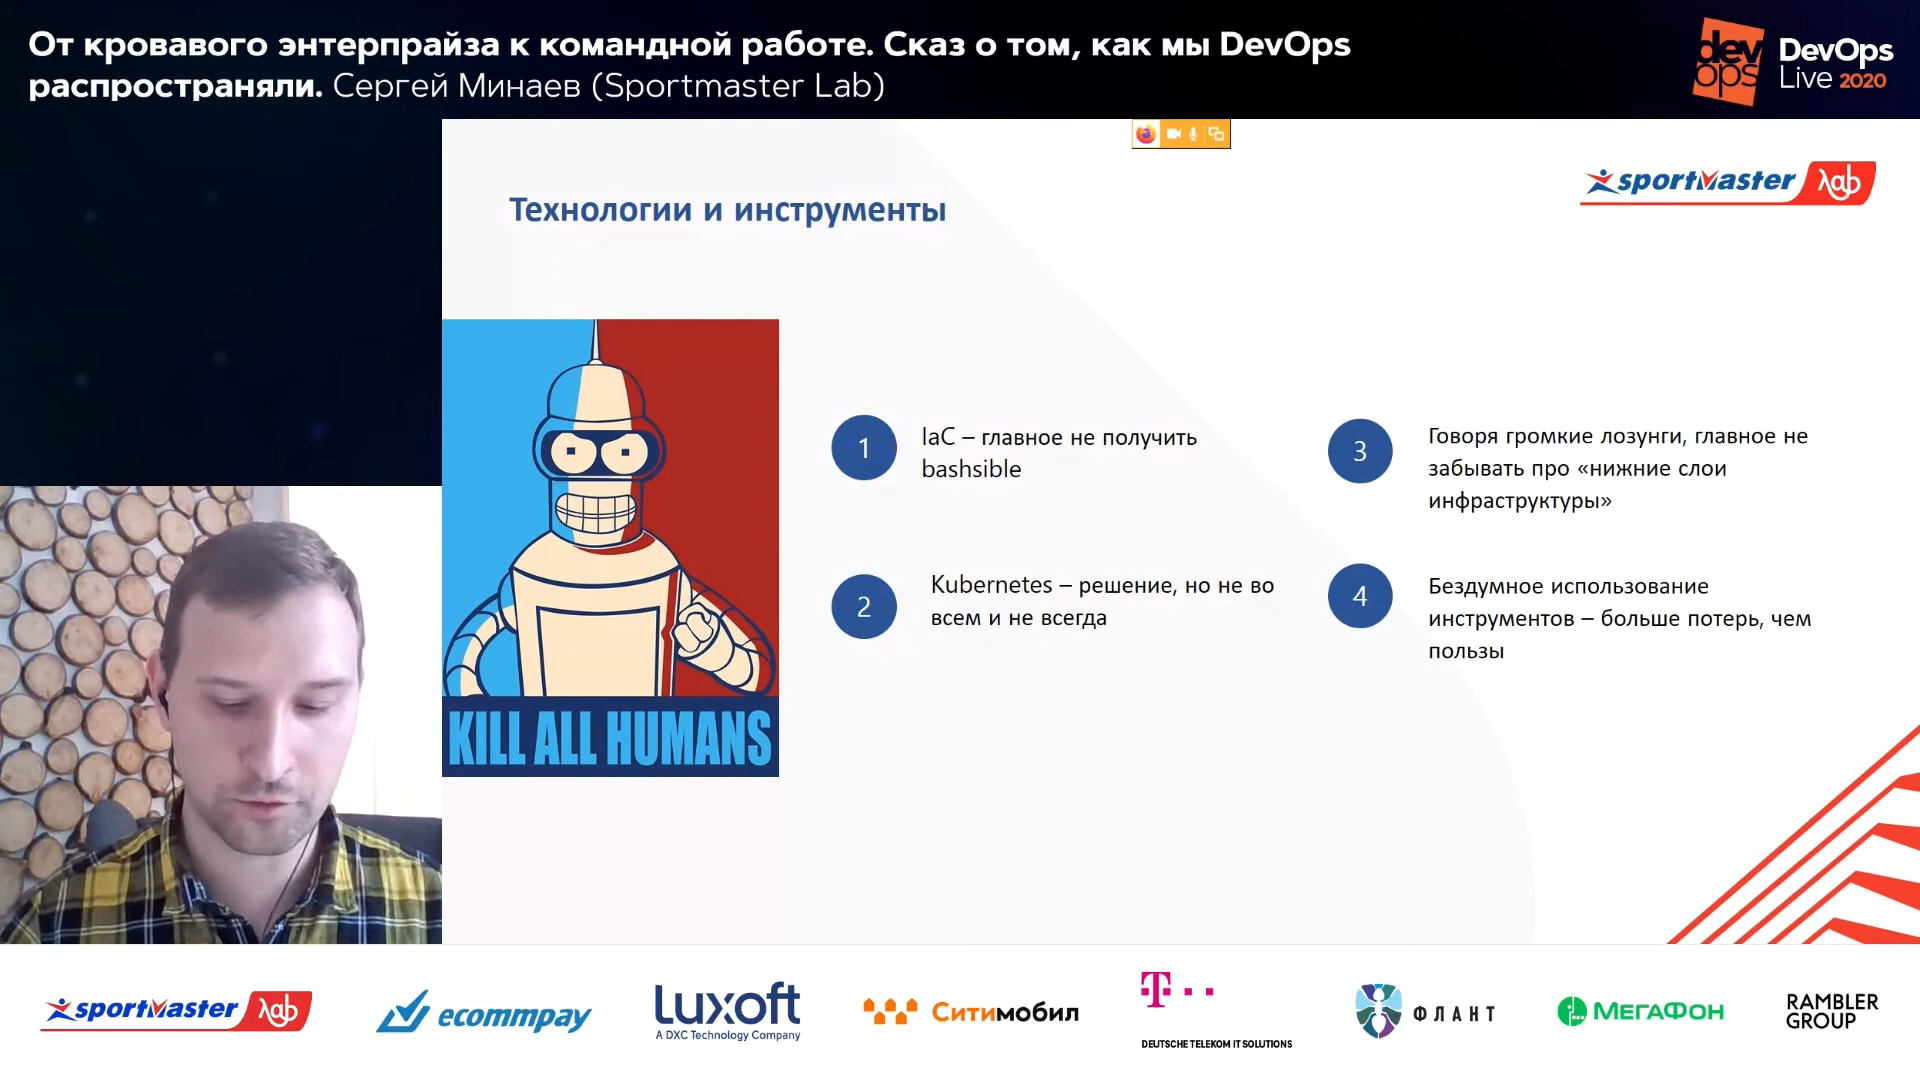 От кровавого энтерпрайза к командной работе. Сказ о том, как мы DevOps
распространяли. Сергей Минаев (Sportmaster Lab)
dev
ops
DevOps
Live 2020
sportmaster λab
Технологии и инструменты
1
IaC – главное не получить
bashsible
2
Kubernetes – решение, но не во
всем и не всегда
3
Говоря громкие лозунги, главное не
забывать про «нижние слои
инфраструктуры»
4
Бездумное использование
инструментов – больше потерь, чем
пользы
KILL ALL HUMANS
sportmaster λab
ecommpay
luxoft
A DXC Technology Company
Ситимобил
T
DEUTSCHE TELEKOM IT SOLUTIONS
ФЛАНТ
МЕГАФОН
RAMBLER
GROUP